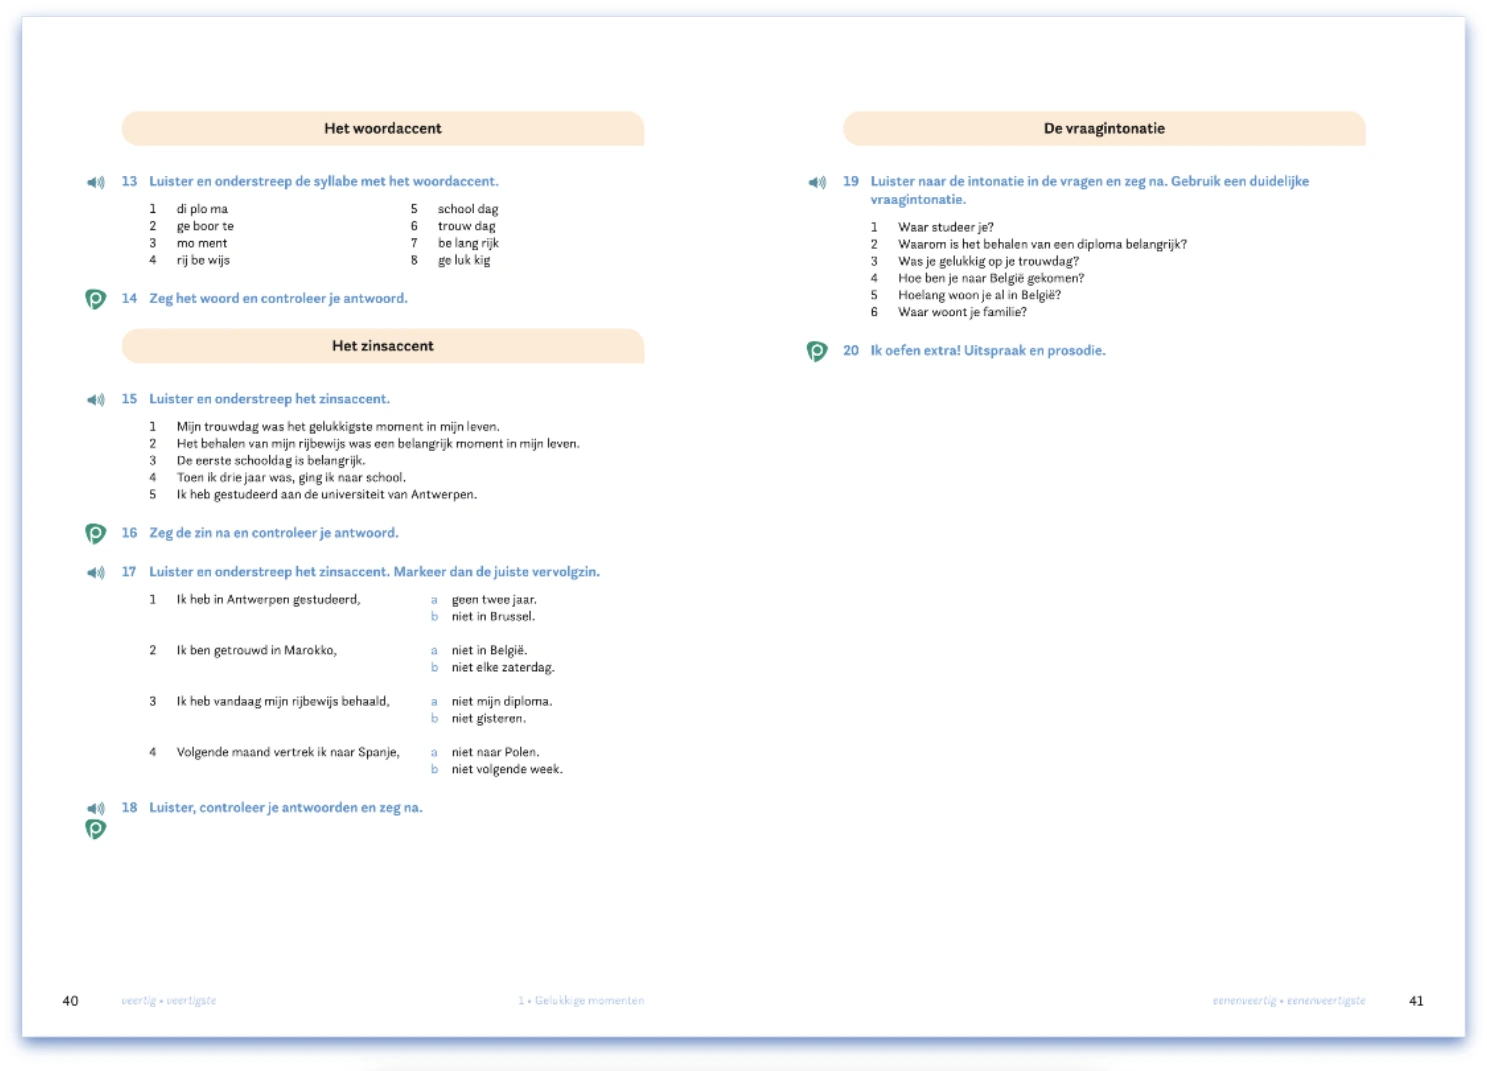 Het woordaccent
13 Luister en onderstreep de syllabe met het woordaccent.
1 di plo ma
2 ge boor te
3 mo ment
4 rij be wijs
5 school dag
6 trouw dag
7 be lang rijk
8 ge luk kig
14 Zeg het woord en controleer je antwoord.
Het zinsaccent
15 Luister en onderstreep het zinsaccent.
1 Mijn trouwdag was het gelukkigste moment in mijn leven.
2 Het behalen van mijn rijbewijs was een belangrijk moment in mijn leven.
3 De eerste schooldag is belangrijk.
4 Toen ik drie jaar was, ging ik naar school.
5 Ik heb gestudeerd aan de universiteit van Antwerpen.
16 Zeg de zin na en controleer je antwoord.
17 Luister en onderstreep het zinsaccent. Markeer dan de juiste vervolgzin.
1 Ik heb in Antwerpen gestudeerd, a geen twee jaar.
b niet in Brussel.
2 Ik ben getrouwd in Marokko, a niet in België.
b niet elke zaterdag.
3 Ik heb vandaag mijn rijbewijs behaald, a niet mijn diploma.
b niet gisteren.
4 Volgende maand vertrek ik naar Spanje, a niet naar Polen.
b niet volgende week.
18 Luister, controleer je antwoorden en zeg na.
40 veertig • veertigste 1 • Gelukkige momenten
De vraagintonatie
19 Luister naar de intonatie in de vragen en zeg na. Gebruik een duidelijke
vraagintonatie.
1 Waar studeer je?
2 Waarom is het behalen van een diploma belangrijk?
3 Was je gelukkig op je trouwdag?
4 Hoe ben je naar België gekomen?
5 Hoelang woon je al in België?
6 Waar woont je familie?
20 Ik oefen extra! Uitspraak en prosodie.
eenenveertig • eenenveertigste 41